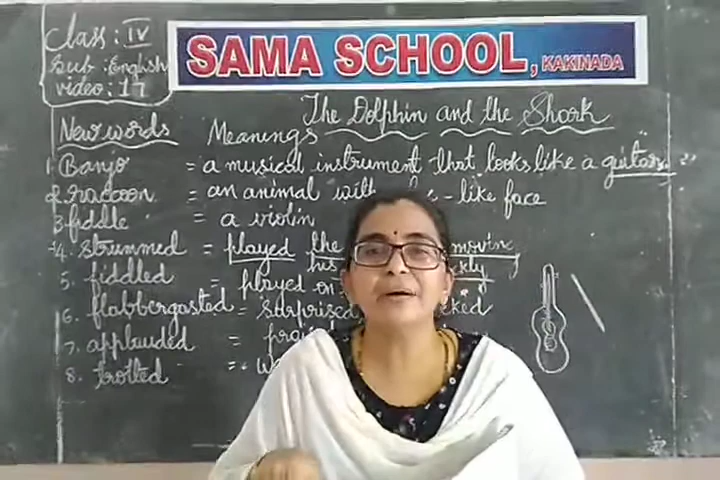 Class : IV
Sub : English
video : 17
SAMA SCHOOL, KAKINADA
The Dolphin and the Shark
New words Meanings
1. Banjo = a musical instrument that looks like a guitar
2. raccoon = an animal with - like face
3. fiddle = a violin
4. strummed = played the moving
his
5. fiddled = played on
6. flabbergasted = surprised
7. applauded =
8. trotted =